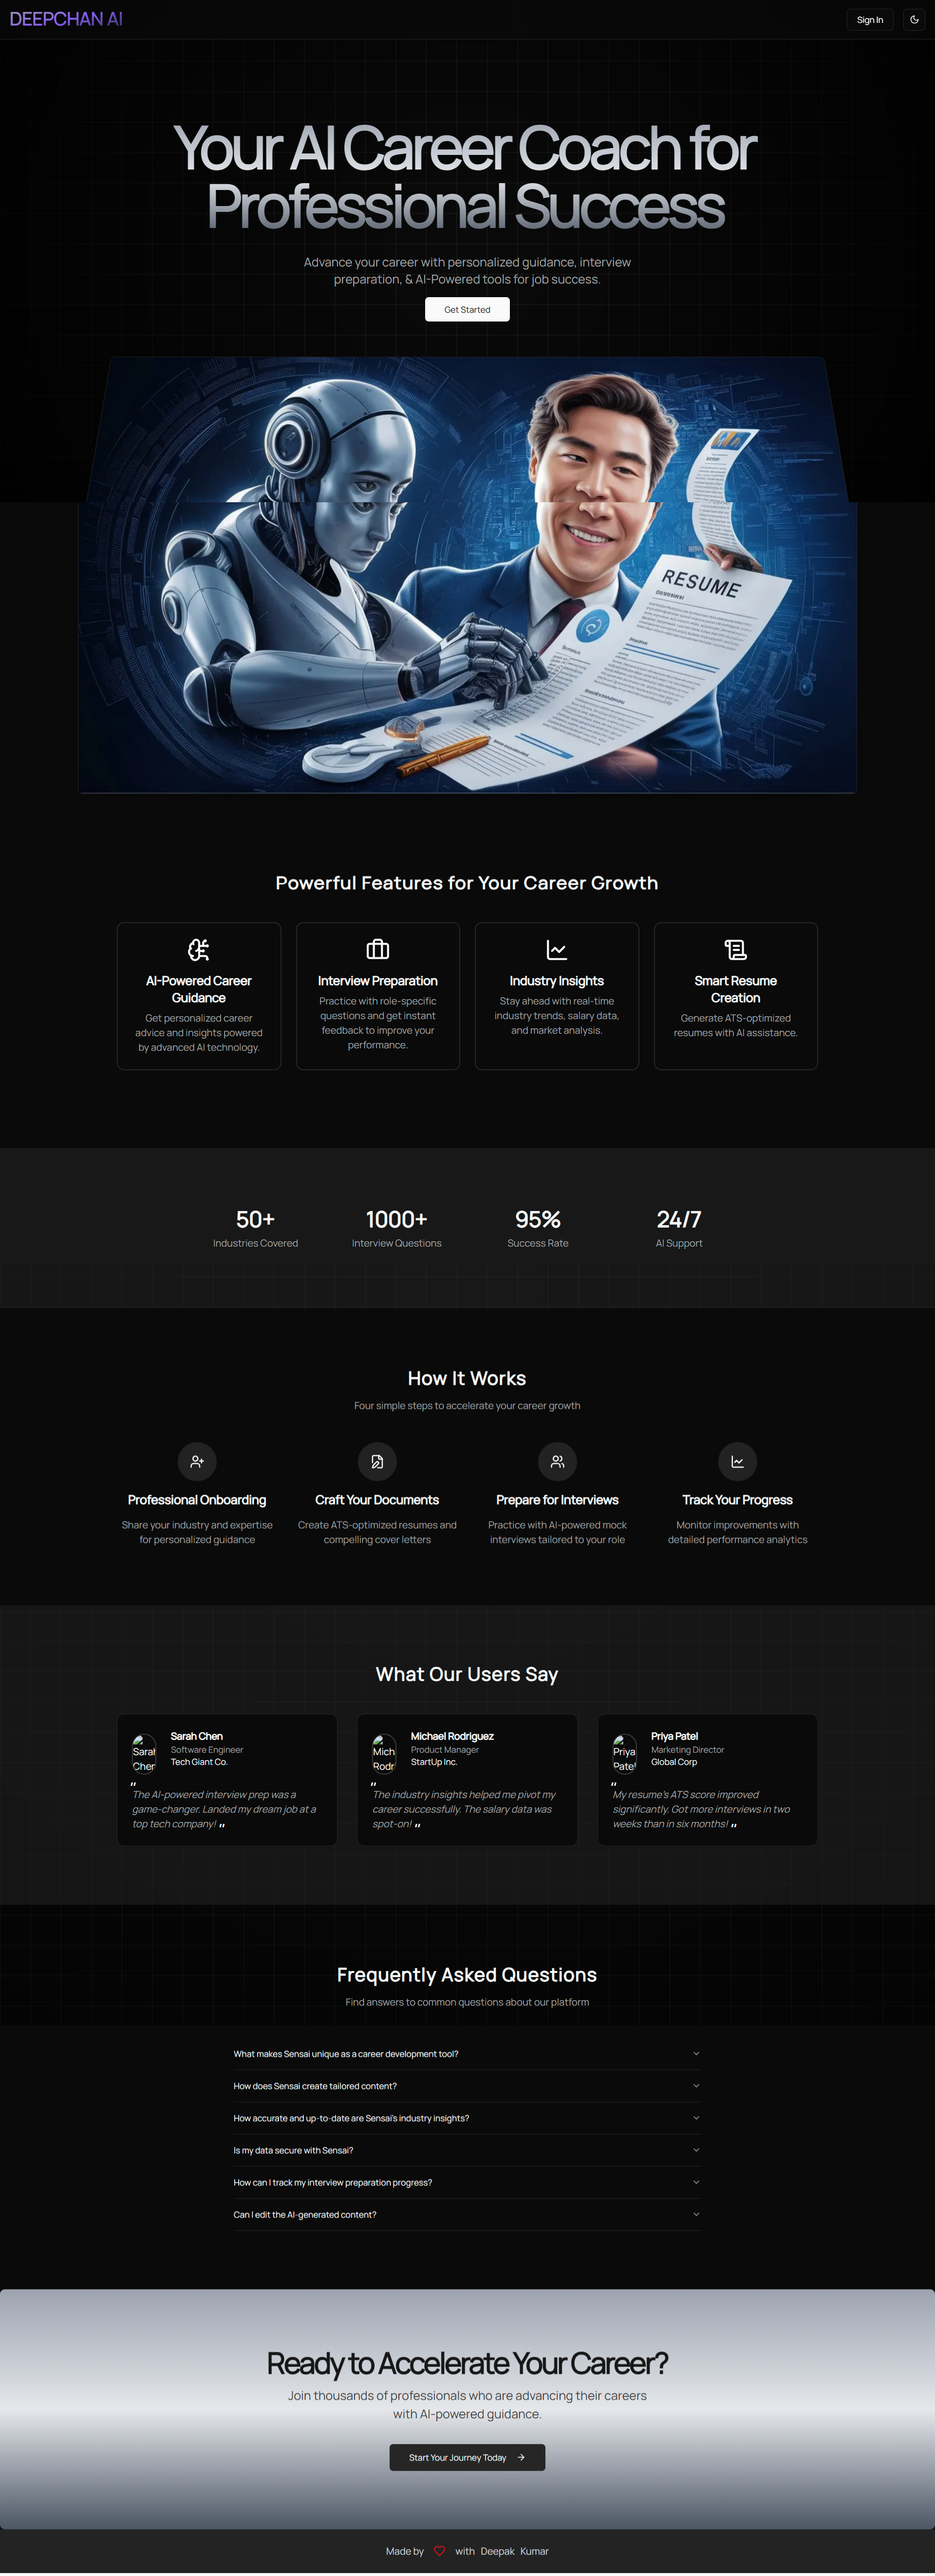 DEEPCHAN AI
Sign In
Your AI Career Coach for
Professional Success
Advance your career with personalized guidance, interview
preparation, & AI-Powered tools for job success.
Get Started
RESUME
Powerful Features for Your Career Growth
AI-Powered Career
Guidance
Get personalized career
advice and insights powered
by advanced AI technology.
Interview Preparation
Practice with role-specific
questions and get instant
feedback to improve your
performance.
Industry Insights
Stay ahead with real-time
industry trends, salary data,
and market analysis.
Smart Resume
Creation
Generate ATS-optimized
resumes with AI assistance.
50+
Industries Covered
1000+
Interview Questions
95%
Success Rate
24/7
AI Support
How It Works
Four simple steps to accelerate your career growth
Professional Onboarding
Share your industry and expertise
for personalized guidance
Craft Your Documents
Create ATS-optimized resumes and
compelling cover letters
Prepare for Interviews
Practice with AI-powered mock
interviews tailored to your role
Track Your Progress
Monitor improvements with
detailed performance analytics
What Our Users Say
Sarah Chen
Software Engineer
Tech Giant Co.
"
The AI-powered interview prep was a
game-changer. Landed my dream job at a
top tech company! "
Michael Rodriguez
Product Manager
StartUp Inc.
"
The industry insights helped me pivot my
career successfully. The salary data was
spot-on! "
Priya Patel
Marketing Director
Global Corp
"
My resume's ATS score improved
significantly. Got more interviews in two
weeks than in six months! "
Frequently Asked Questions
Find answers to common questions about our platform
What makes Sensai unique as a career development tool?
How does Sensai create tailored content?
How accurate and up-to-date are Sensai's industry insights?
Is my data secure with Sensai?
How can I track my interview preparation progress?
Can I edit the AI-generated content?
Ready to Accelerate Your Career?
Join thousands of professionals who are advancing their careers
with AI-powered guidance.
Start Your Journey Today
Made by with Deepak Kumar